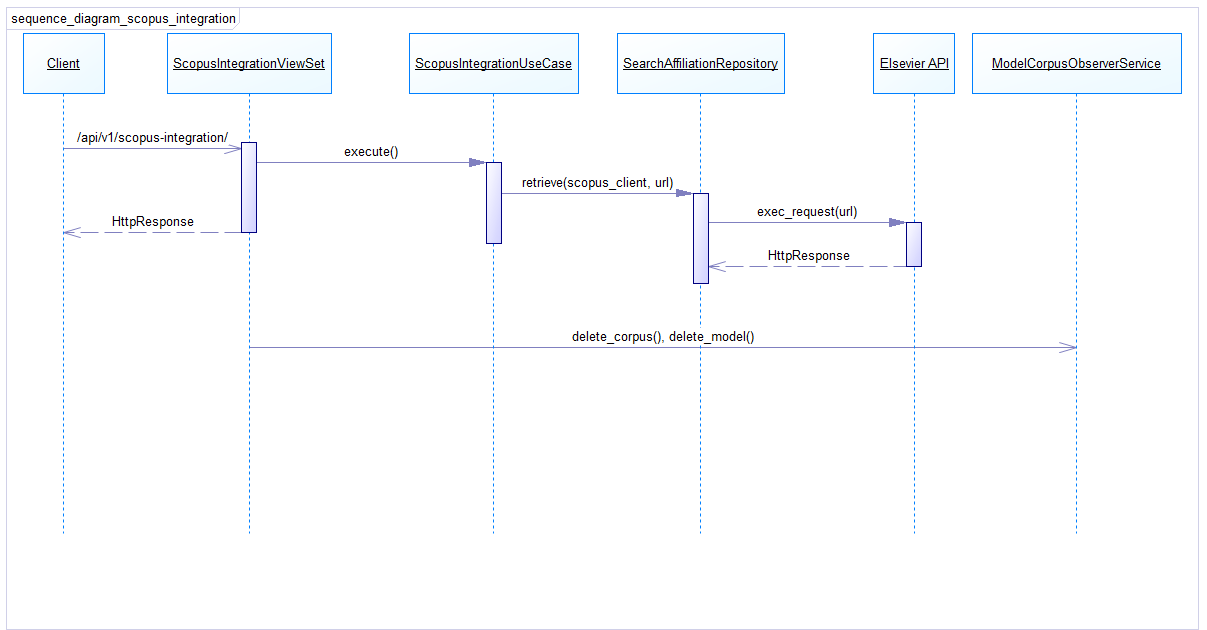 sequence_diagram_scopus_integration
Client
ScopusIntegrationViewSet
ScopusIntegrationUseCase
SearchAffiliationRepository
Elsevier API
ModelCorpusObserverService
/api/v1/scopus-integration/
execute()
retrieve(scopus_client, url)
exec_request(url)
HttpResponse
HttpResponse
delete_corpus(), delete_model()